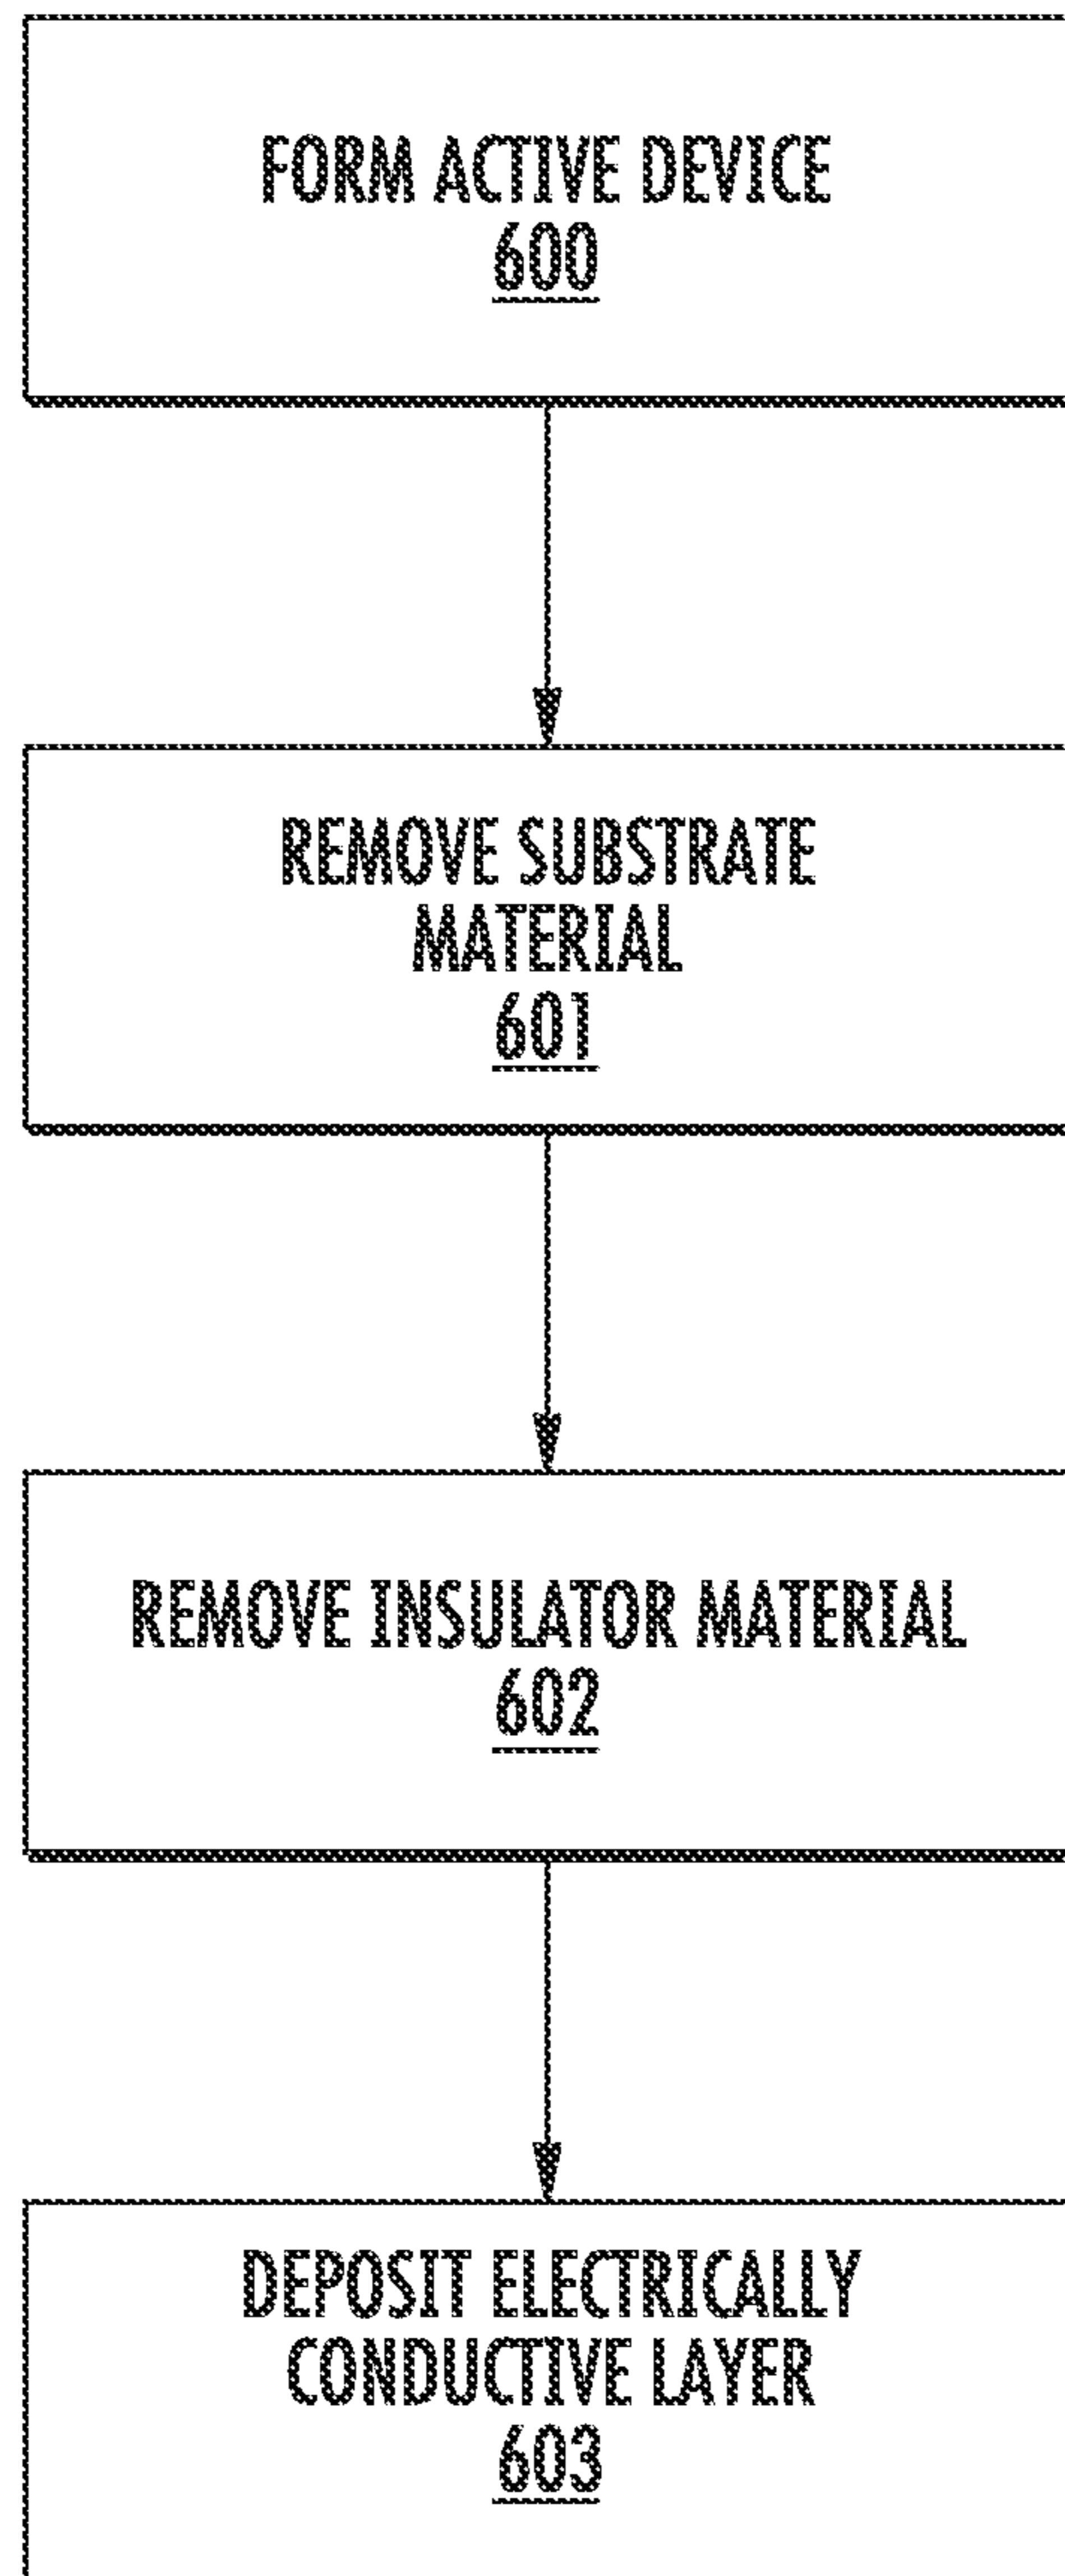 FORM ACTIVE DEVICE
600
REMOVE SUBSTRATE
MATERIAL
601
REMOVE INSULATOR MATERIAL
602
DEPOSIT ELECTRICALLY
CONDUCTIVE LAYER
603